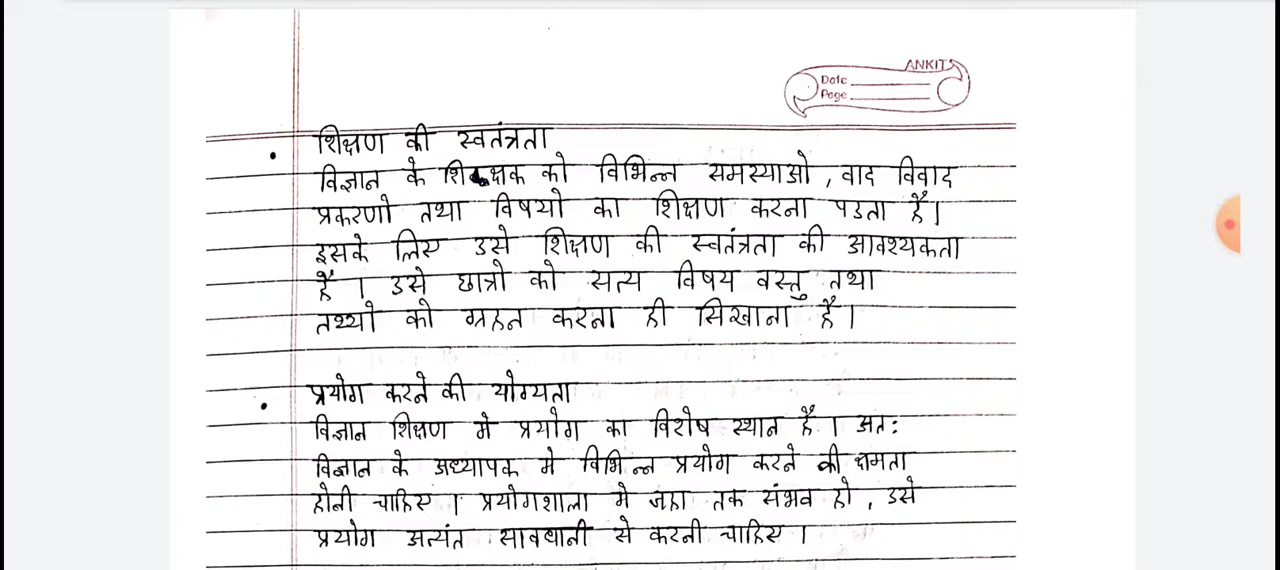 ANKIT
Date
Page
शिक्षण की स्वतंत्रता
विज्ञान के शिक्षक को विभिन्न समस्याओ , वाद विवाद
प्रकरणो तथा विषयो का शिक्षण करना पडता है।
इसके लिए उसे शिक्षण की स्वतंत्रता की आवश्यकता
है । उसे छात्रो को सत्य विषय वस्तु तथा
तथ्यो को ग्रहन करना ही सिखाना है।
प्रयोग करने की योग्यता
विज्ञान शिक्षण मे प्रयोग का विशेष स्थान है । अत:
विज्ञान के अध्यापक मे विभिन्न प्रयोग करने की क्षमता
होनी चाहिए । प्रयोगशाला मे जहा तक संभव हो , उसे
प्रयोग अत्यंत सावधानी से करनी चाहिए ।